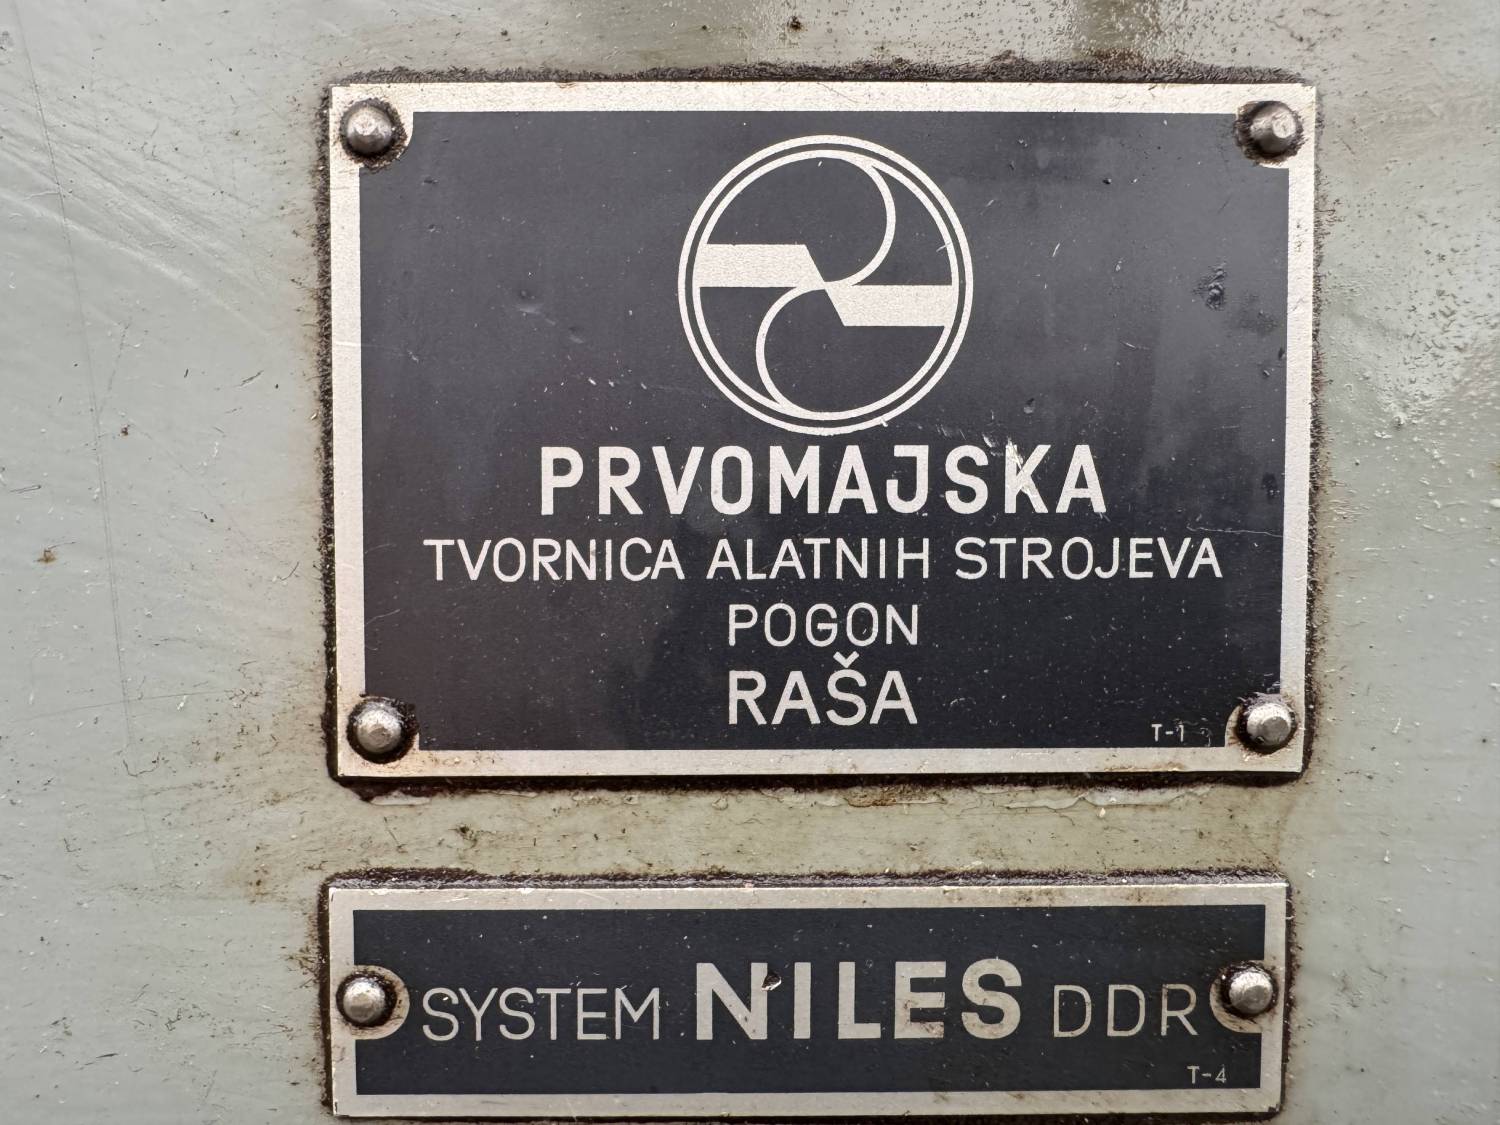 PRVOMAJSKA
TVORNICA ALATNIH STROJEVA
POGON
RAŠA
T-1
SYSTEM NILES DDR
T-4